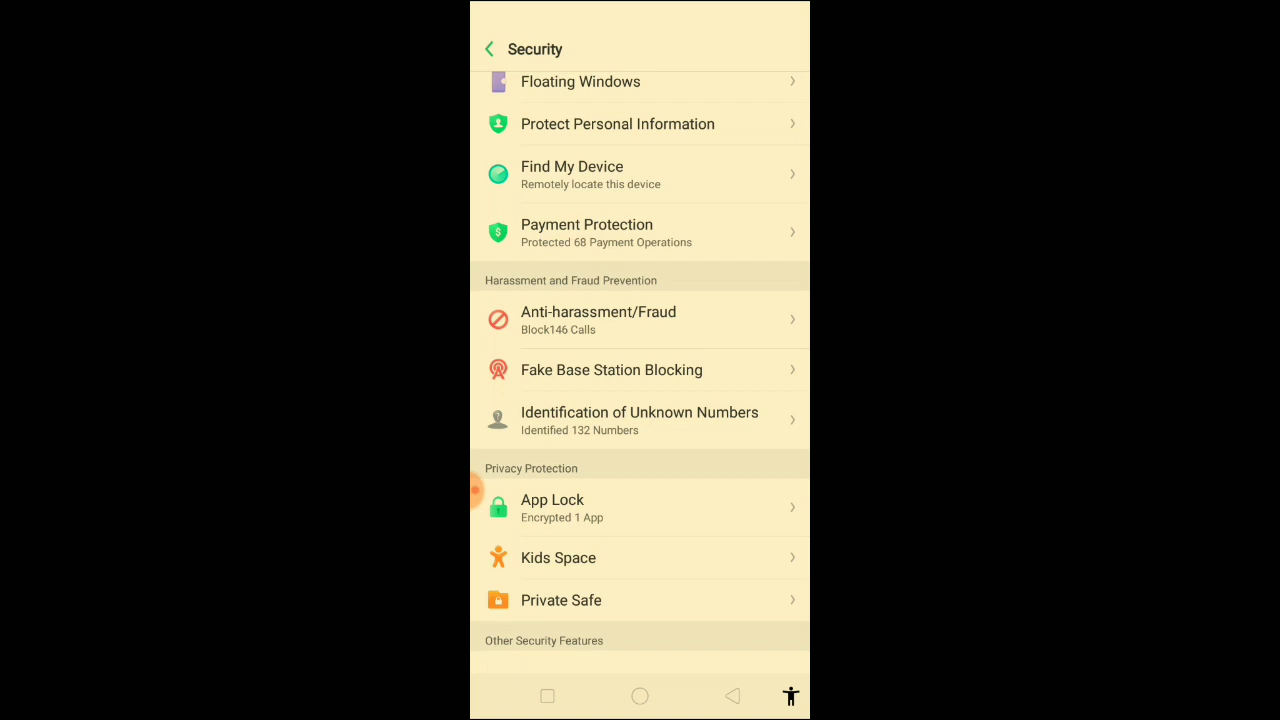 Security
Floating Windows
Protect Personal Information
Find My Device
Remotely locate this device
Payment Protection
Protected 68 Payment Operations
Harassment and Fraud Prevention
Anti-harassment/Fraud
Block146 Calls
Fake Base Station Blocking
Identification of Unknown Numbers
Identified 132 Numbers
Privacy Protection
App Lock
Encrypted 1 App
Kids Space
Private Safe
Other Security Features